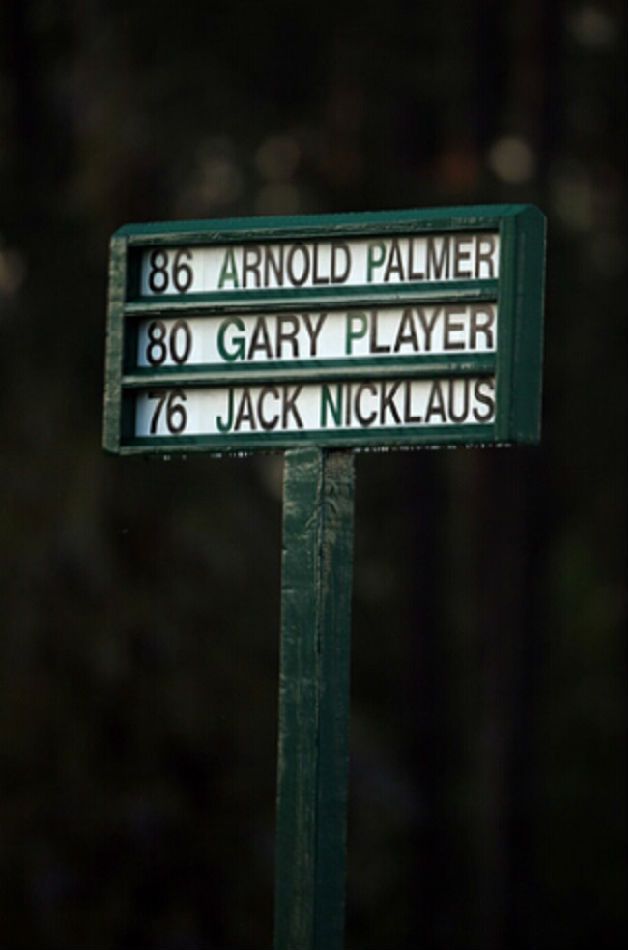 86 ARNOLD PALMER
80 GARY PLAYER
76 JACK NICKLAUS